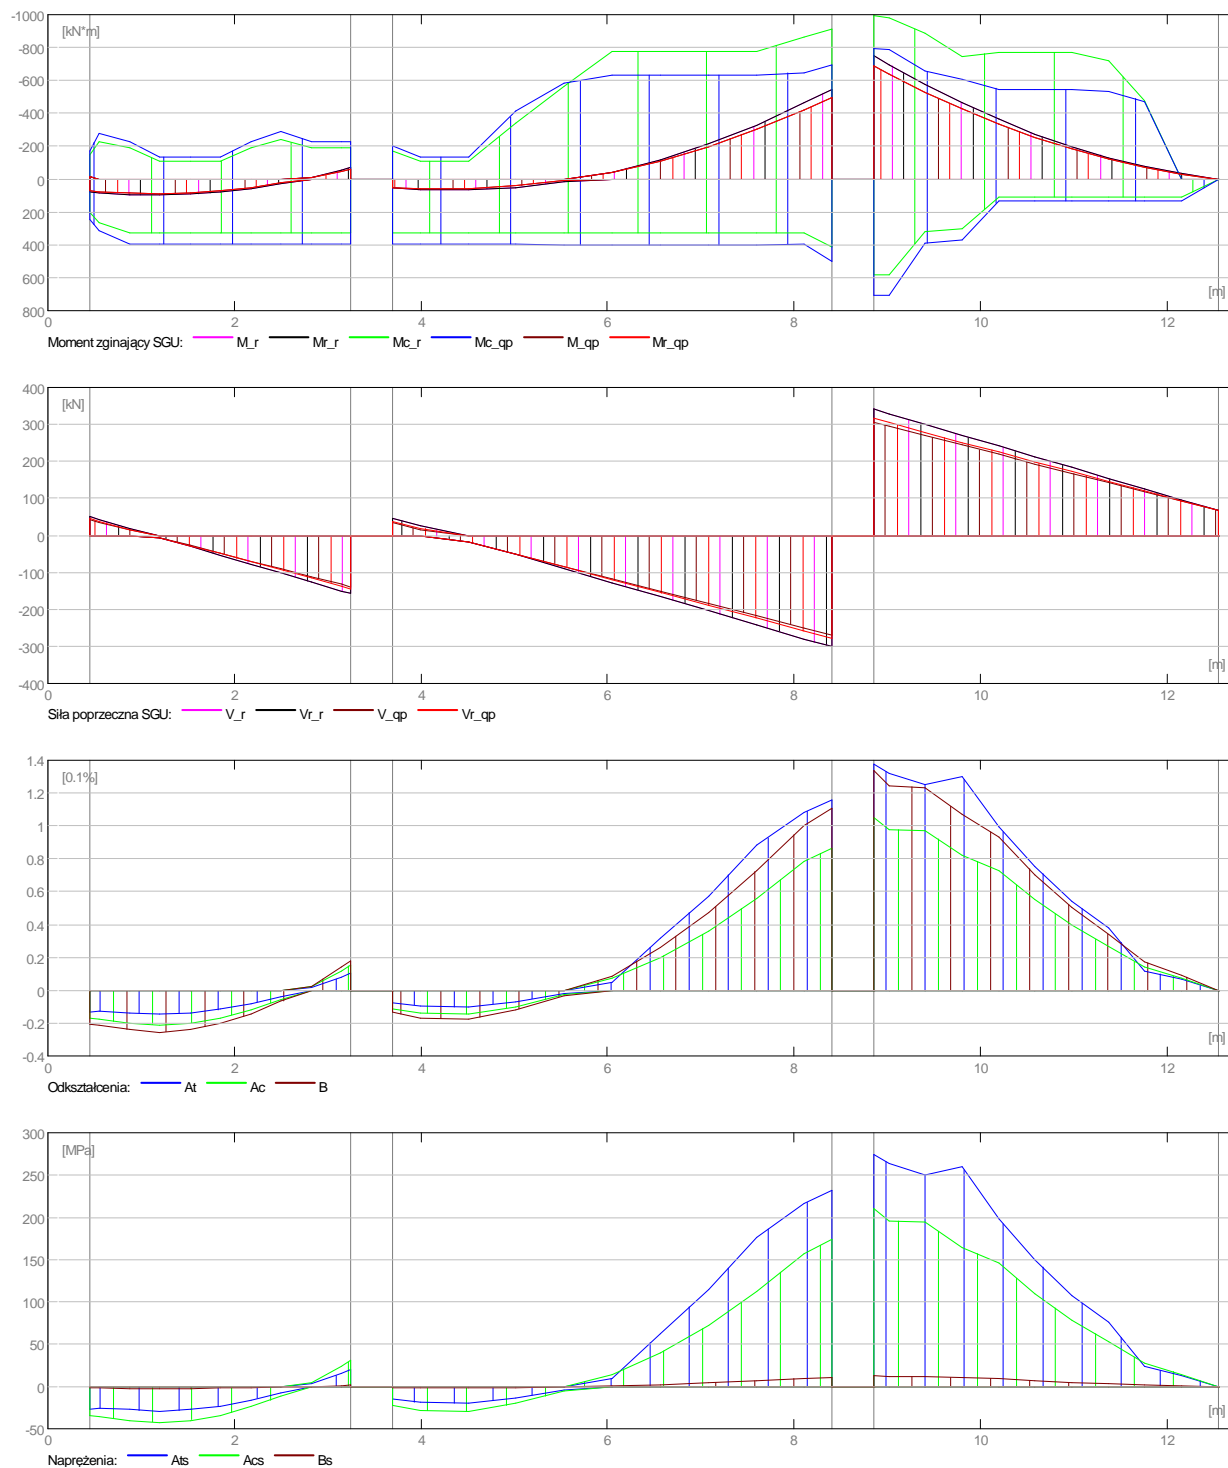 -1000
[kN*m]
-800
-600
-400
-200
0
200
400
600
800
[m]
0 2 4 6 8 10 12
Moment zginający SGU: M_r Mr_r Mc_r Mc_qp M_qp Mr_qp
400
[kN]
300
200
100
0
-100
-200
-300
-400
[m]
0 2 4 6 8 10 12
Siła poprzeczna SGU: V_r Vr_r V_qp Vr_qp
1.4
[0.1%]
1.2
1
0.8
0.6
0.4
0.2
0
-0.2
-0.4
[m]
0 2 4 6 8 10 12
Odkształcenia: At Ac B
300
[MPa]
250
200
150
100
50
0
-50
[m]
0 2 4 6 8 10 12
Naprężenia: Ats Acs Bs